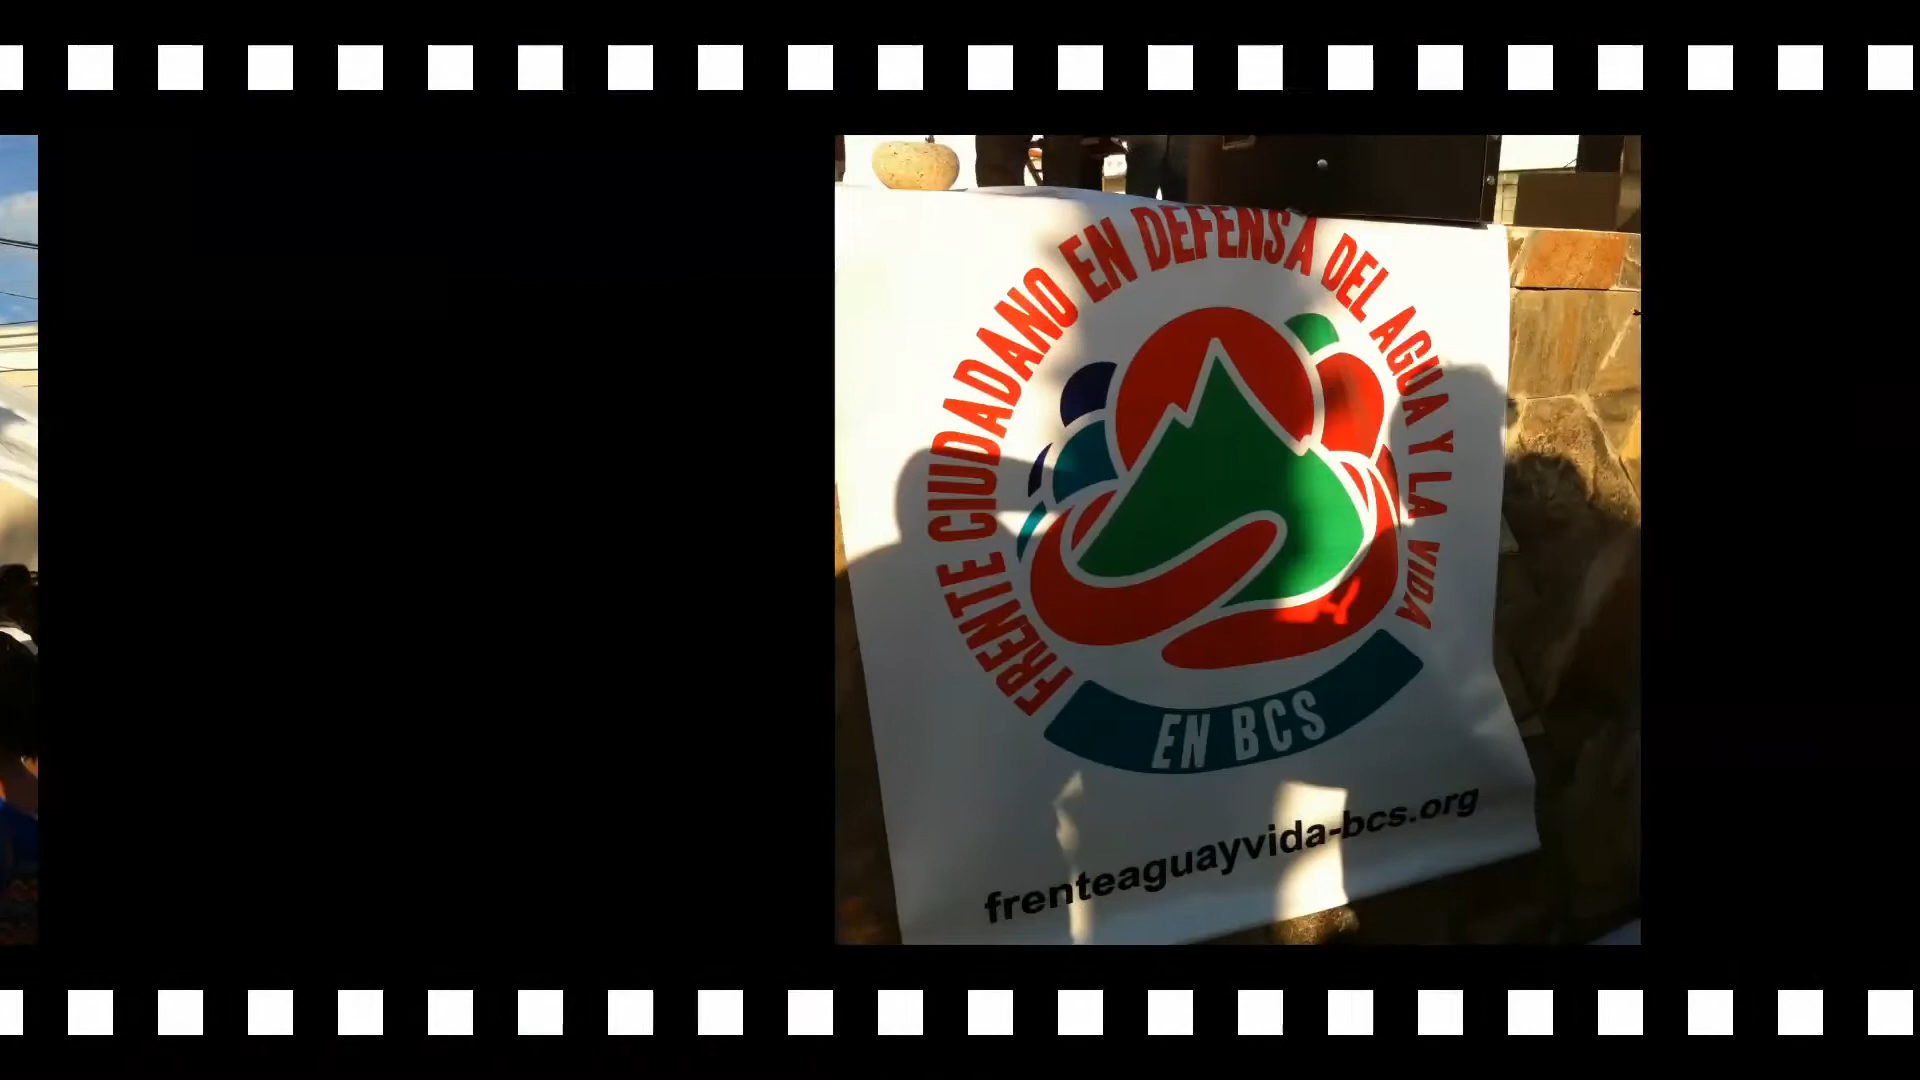 FRENTE CIUDADANO EN DEFENSA DEL AGUA Y LA VIDA
EN BCS
frenteaguayvida-bcs.org